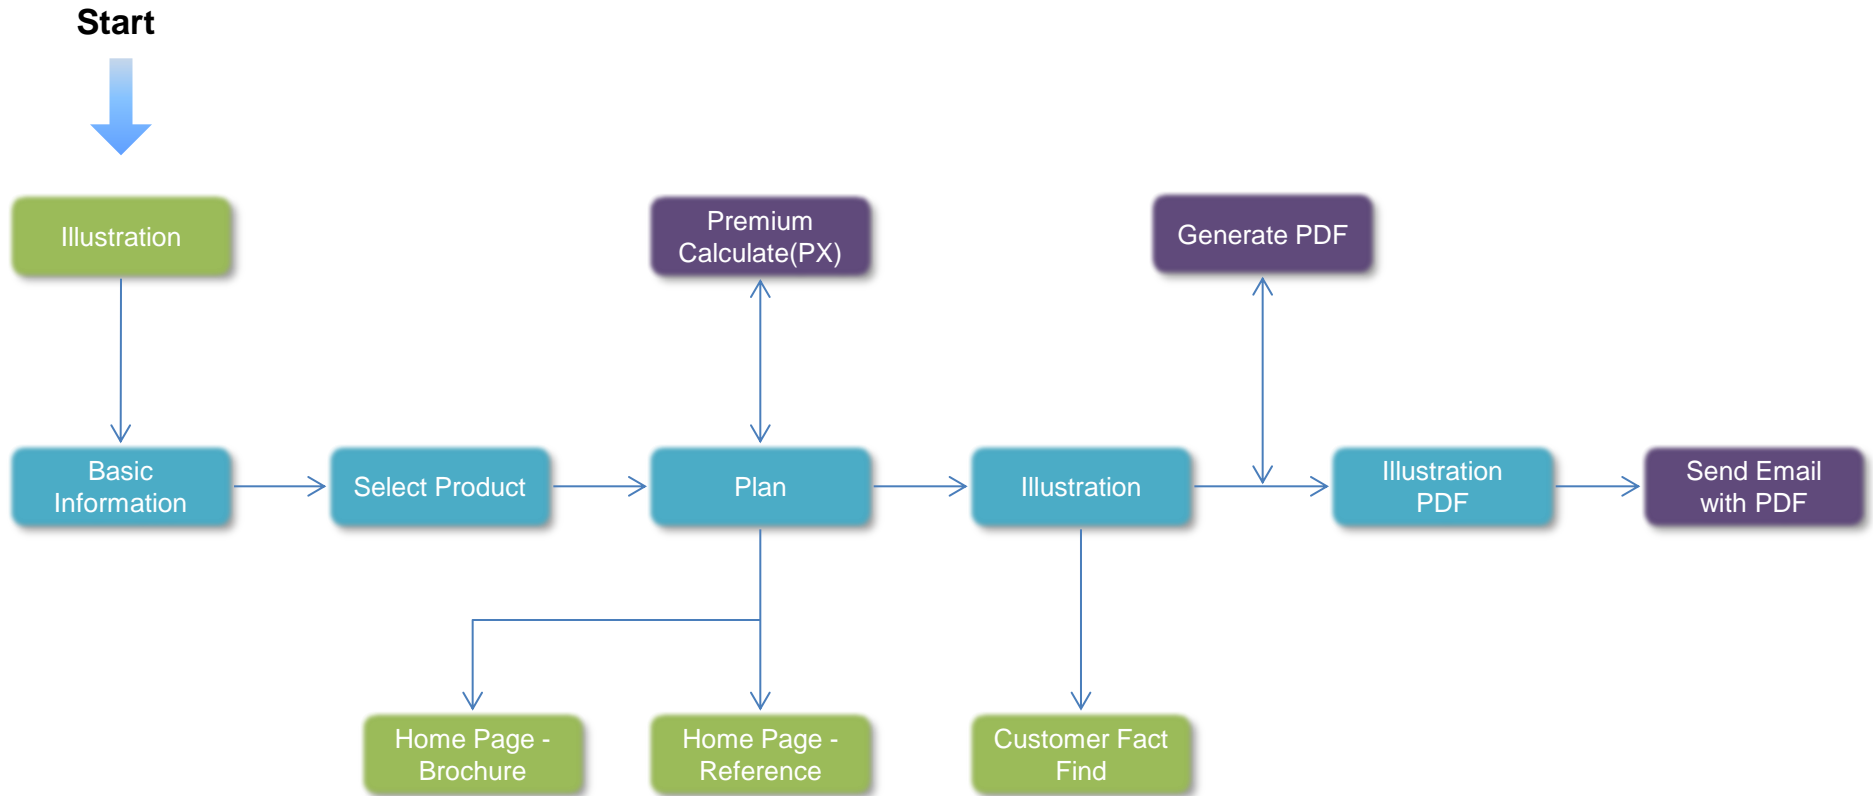 Start
Illustration
Premium
Calculate(PX)
Generate PDF
Basic
Information
Select Product
Plan
Illustration
Illustration
PDF
Send Email
with PDF
Home Page -
Brochure
Home Page -
Reference
Customer Fact
Find